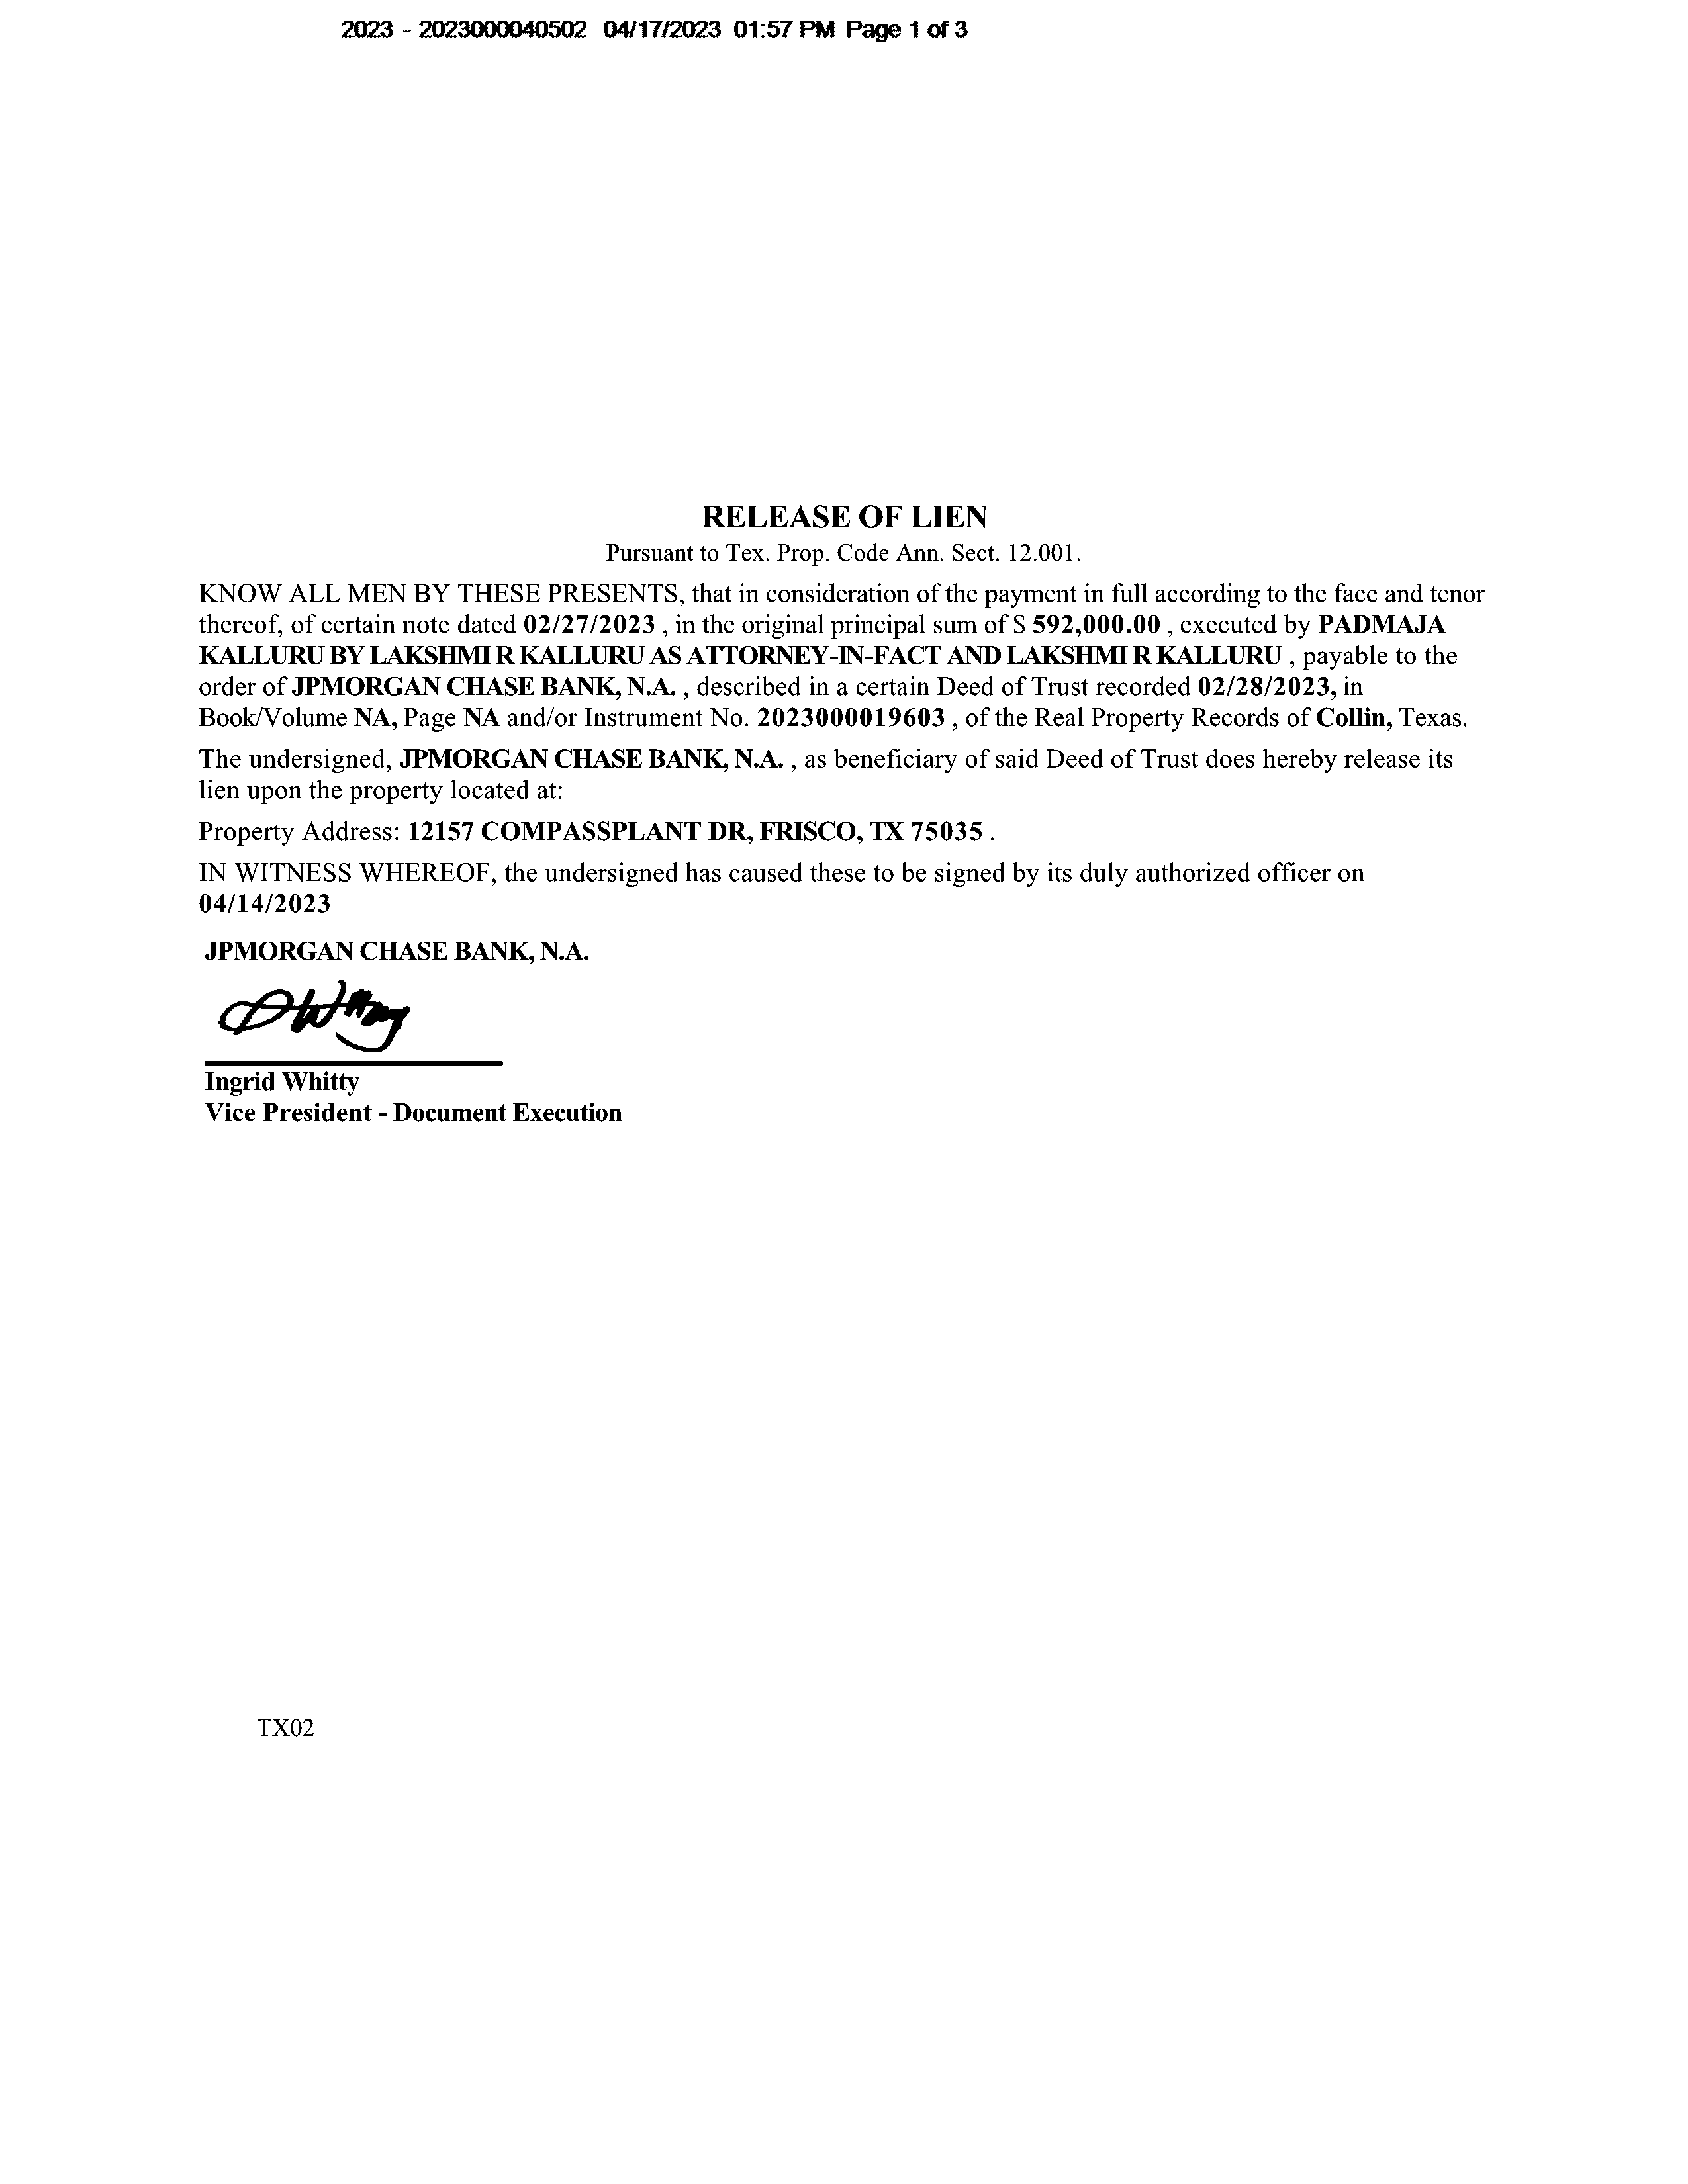 2023 - 2023000040502 04/17/2023 01:57 PM Page 1 of 3
RELEASE OF LIEN
Pursuant to Tex. Prop. Code Ann. Sect. 12.001.
KNOW ALL MEN BY THESE PRESENTS, that in consideration of the payment in full according to the face and tenor
thereof, of certain note dated 02/27/2023 , in the original principal sum of $ 592,000.00 , executed by PADMAJA
KALLURU BY LAKSHMI R KALLURU AS ATTORNEY-IN-FACT AND LAKSHMI R KALLURU , payable to the
order of JPMORGAN CHASE BANK, N.A. , described in a certain Deed of Trust recorded 02/28/2023, in
Book/Volume NA, Page NA and/or Instrument No. 2023000019603 , of the Real Property Records of Collin, Texas.
The undersigned, JPMORGAN CHASE BANK, N.A. , as beneficiary of said Deed of Trust does hereby release its
lien upon the property located at:
Property Address: 12157 COMPASSPLANT DR, FRISCO, TX 75035 .
IN WITNESS WHEREOF, the undersigned has caused these to be signed by its duly authorized officer on
04/14/2023
JPMORGAN CHASE BANK, N.A.
Ingrid Whitty
Vice President - Document Execution
TX02